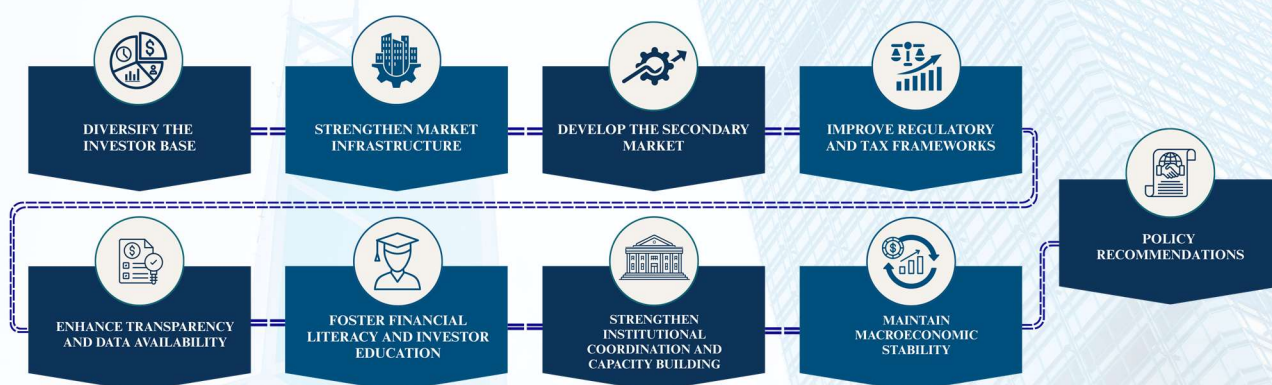 DIVERSIFY THE
INVESTOR BASE
STRENGTHEN MARKET
INFRASTRUCTURE
DEVELOP THE SECONDARY
MARKET
IMPROVE REGULATORY
AND TAX FRAMEWORKS
ENHANCE TRANSPARENCY
AND DATA AVAILABILITY
FOSTER FINANCIAL
LITERACY AND INVESTOR
EDUCATION
STRENGTHEN
INSTITUTIONAL
COORDINATION AND
CAPACITY BUILDING
MAINTAIN
MACROECONOMIC
STABILITY
POLICY
RECOMMENDATIONS